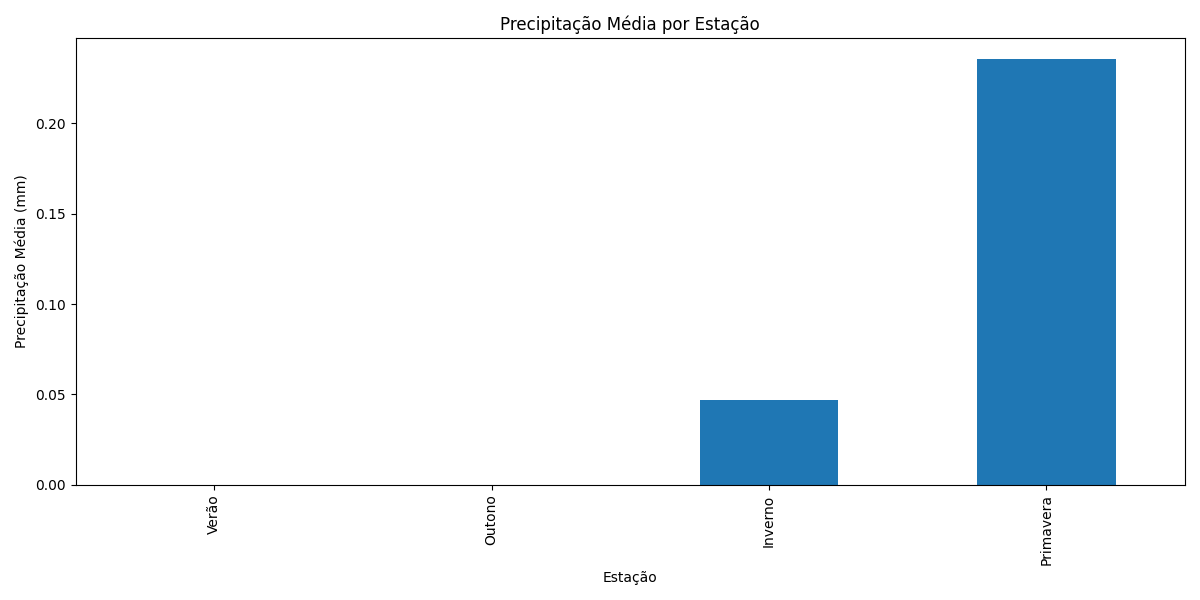 Precipitação Média por Estação
Precipitação Média (mm)
0.20
0.15
0.10
0.05
0.00
Verão
Outono
Inverno
Primavera
Estação